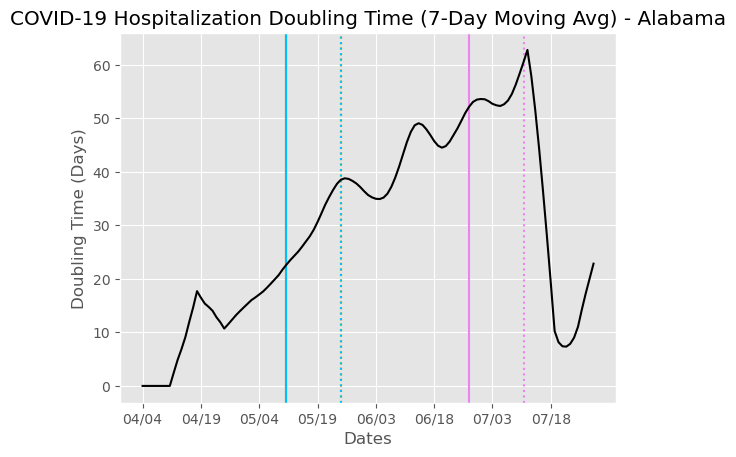 COVID-19 Hospitalization Doubling Time (7-Day Moving Avg) - Alabama
Doubling Time (Days)
60
50
40
30
20
10
0
04/04 04/19 05/04 05/19 06/03 06/18 07/03 07/18
Dates